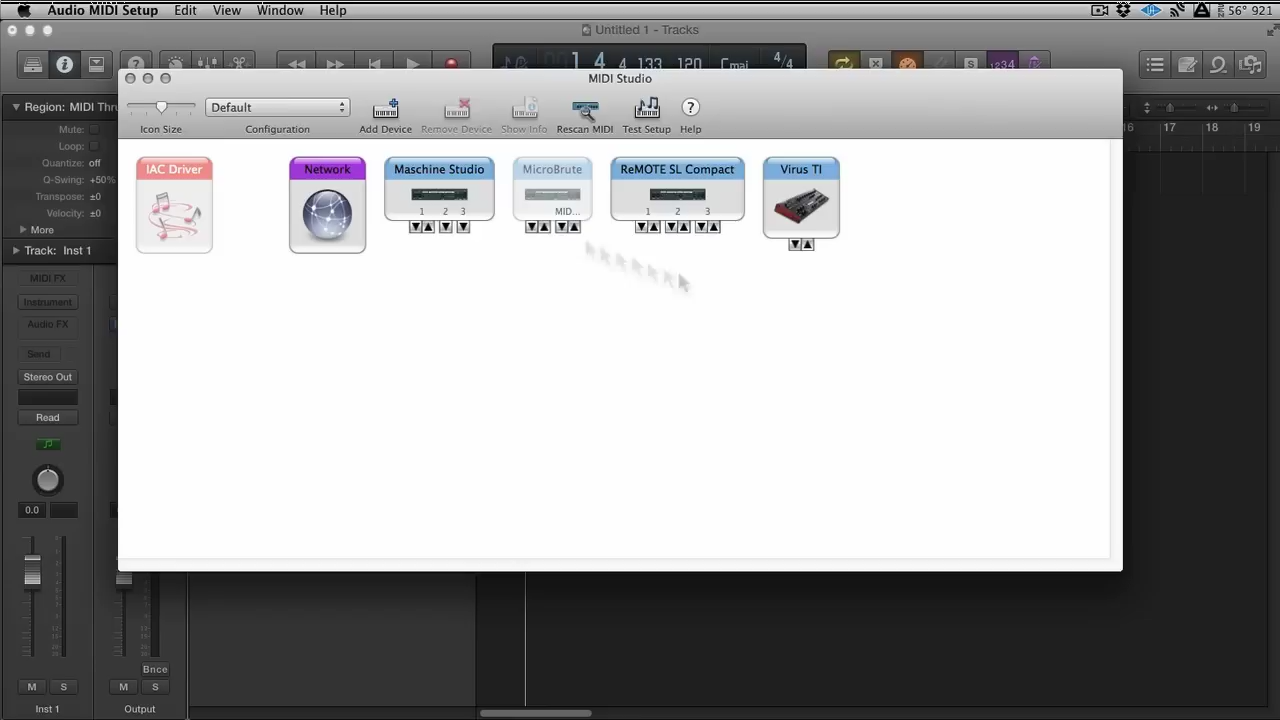 Audio MIDI Setup Edit View Window Help
56° 921
Untitled 1 - Tracks
1 4 4 133 120 Cmaj 4/4
1234
MIDI Studio
Default
Icon Size Configuration Add Device Remove Device Show Info Rescan MIDI Test Setup Help
Region: MIDI Thru
Mute:
Loop:
Quantize: off
Q-Swing: +50%
Transpose: ±0
Velocity: ±0
More
Track: Inst 1
16 17 18 19
IAC Driver
Network
Maschine Studio
1 2 3
MicroBrute
MID...
ReMOTE SL Compact
1 2 3
Virus TI
MIDI FX
Instrument
Audio FX
Send
Stereo Out
Read
0.0
Bnce
M S M S
Inst 1 Output